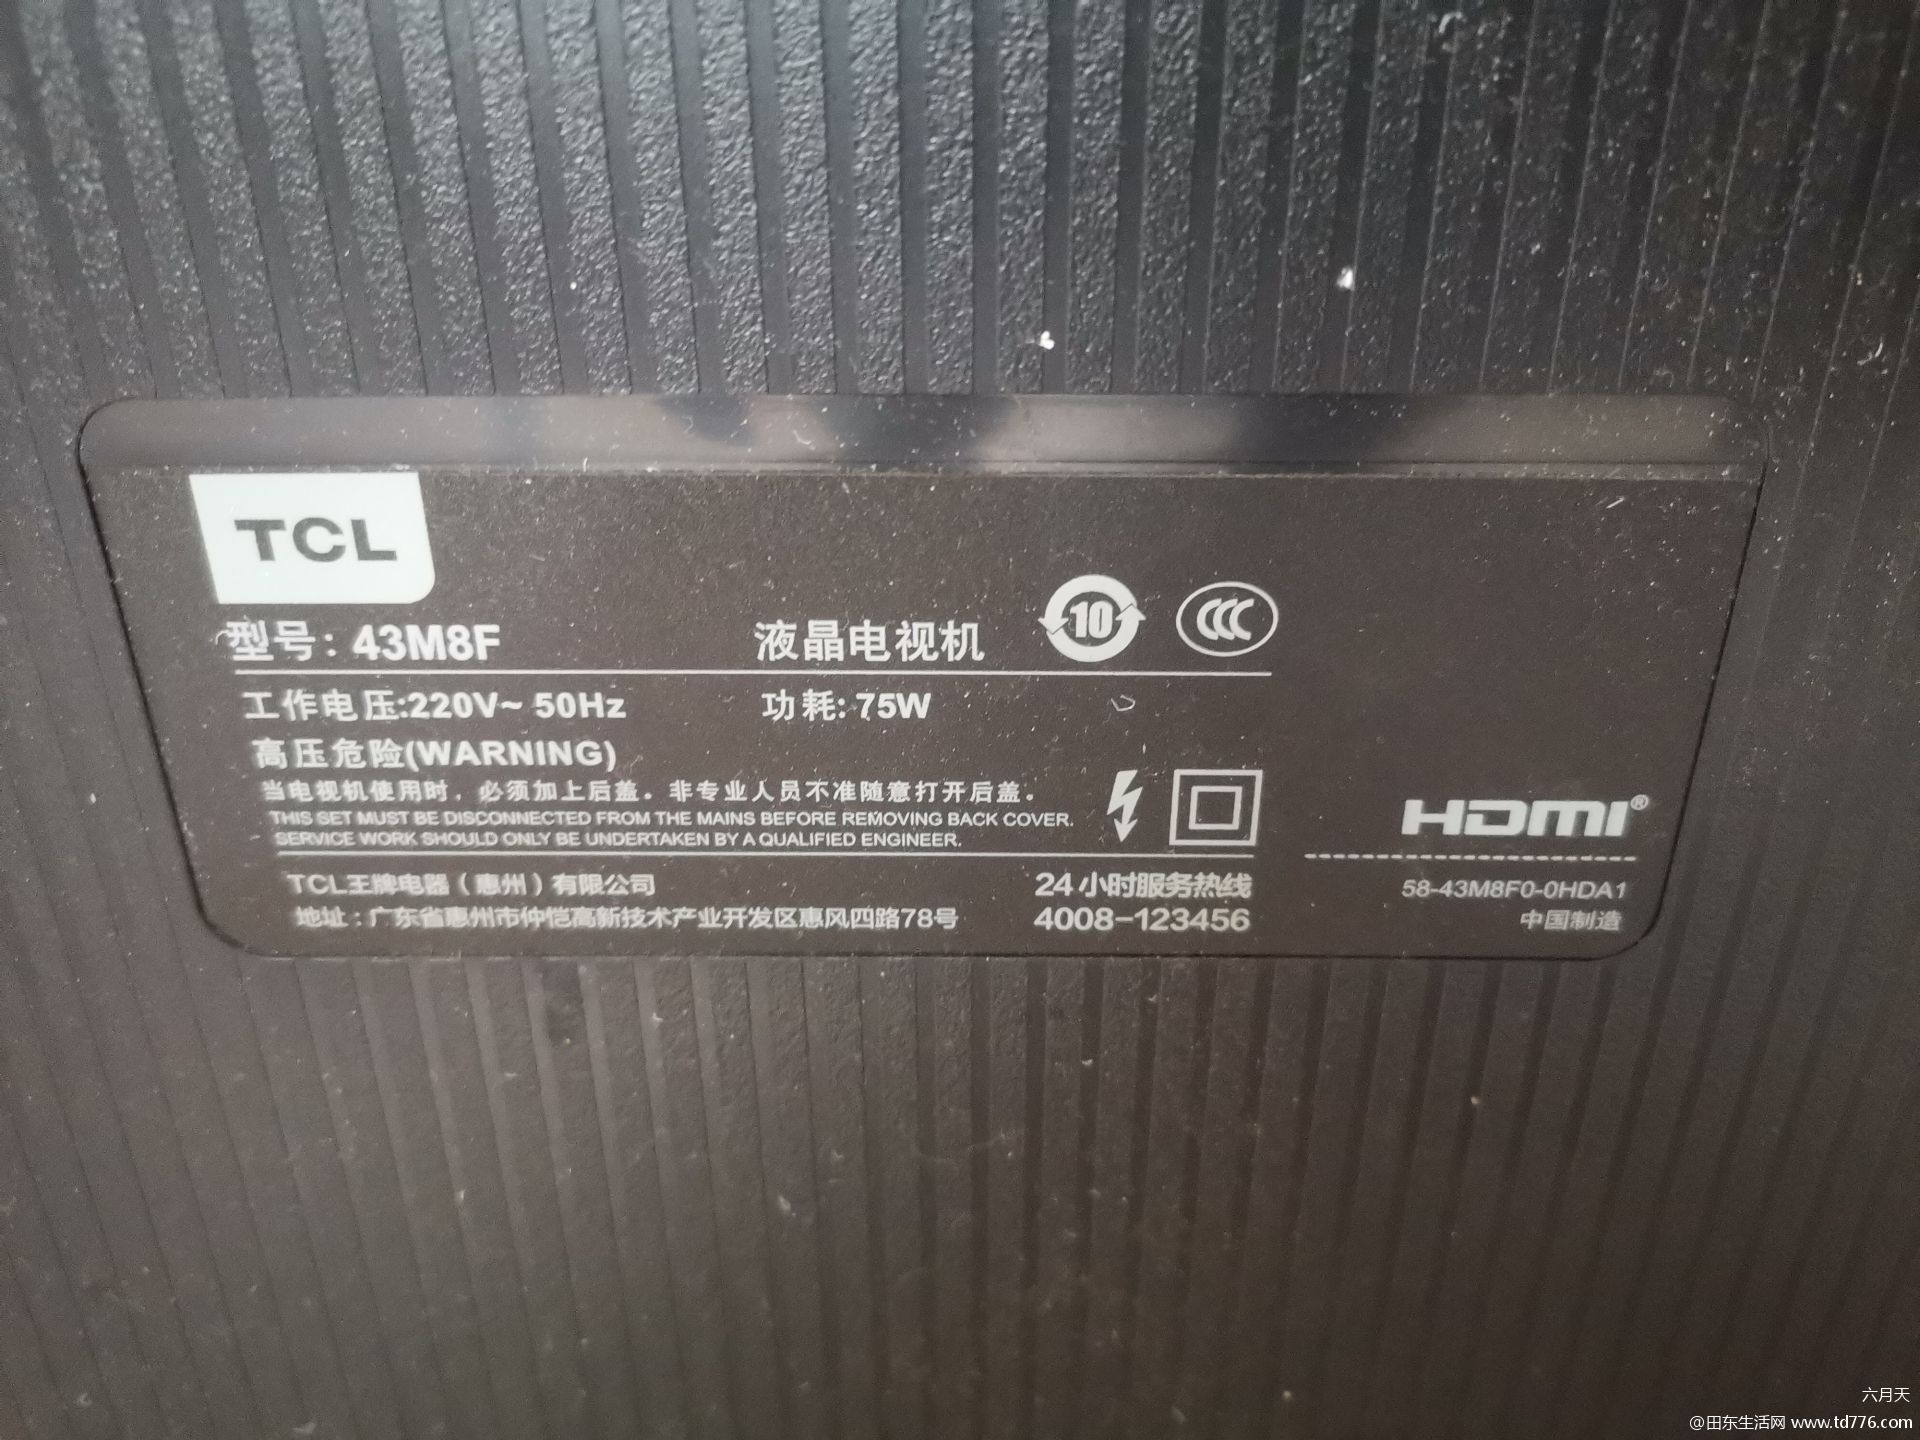 TCL
型号: 43M8F 液晶电视机 10 CCC
工作电压:220V~ 50Hz 功耗: 75W
高压危险(WARNING)
当电视机使用时，必须加上后盖。非专业人员不准随意打开后盖。
THIS SET MUST BE DISCONNECTED FROM THE MAINS BEFORE REMOVING BACK COVER.
SERVICE WORK SHOULD ONLY BE UNDERTAKEN BY A QUALIFIED ENGINEER.
HDMI®
TCL王牌电器（惠州）有限公司 24小时服务热线 58-43M8F0-0HDA1
地址：广东省惠州市仲恺高新技术产业开发区惠风四路78号 4008-123456 中国制造
六月天
@田东生活网 www.td776.com